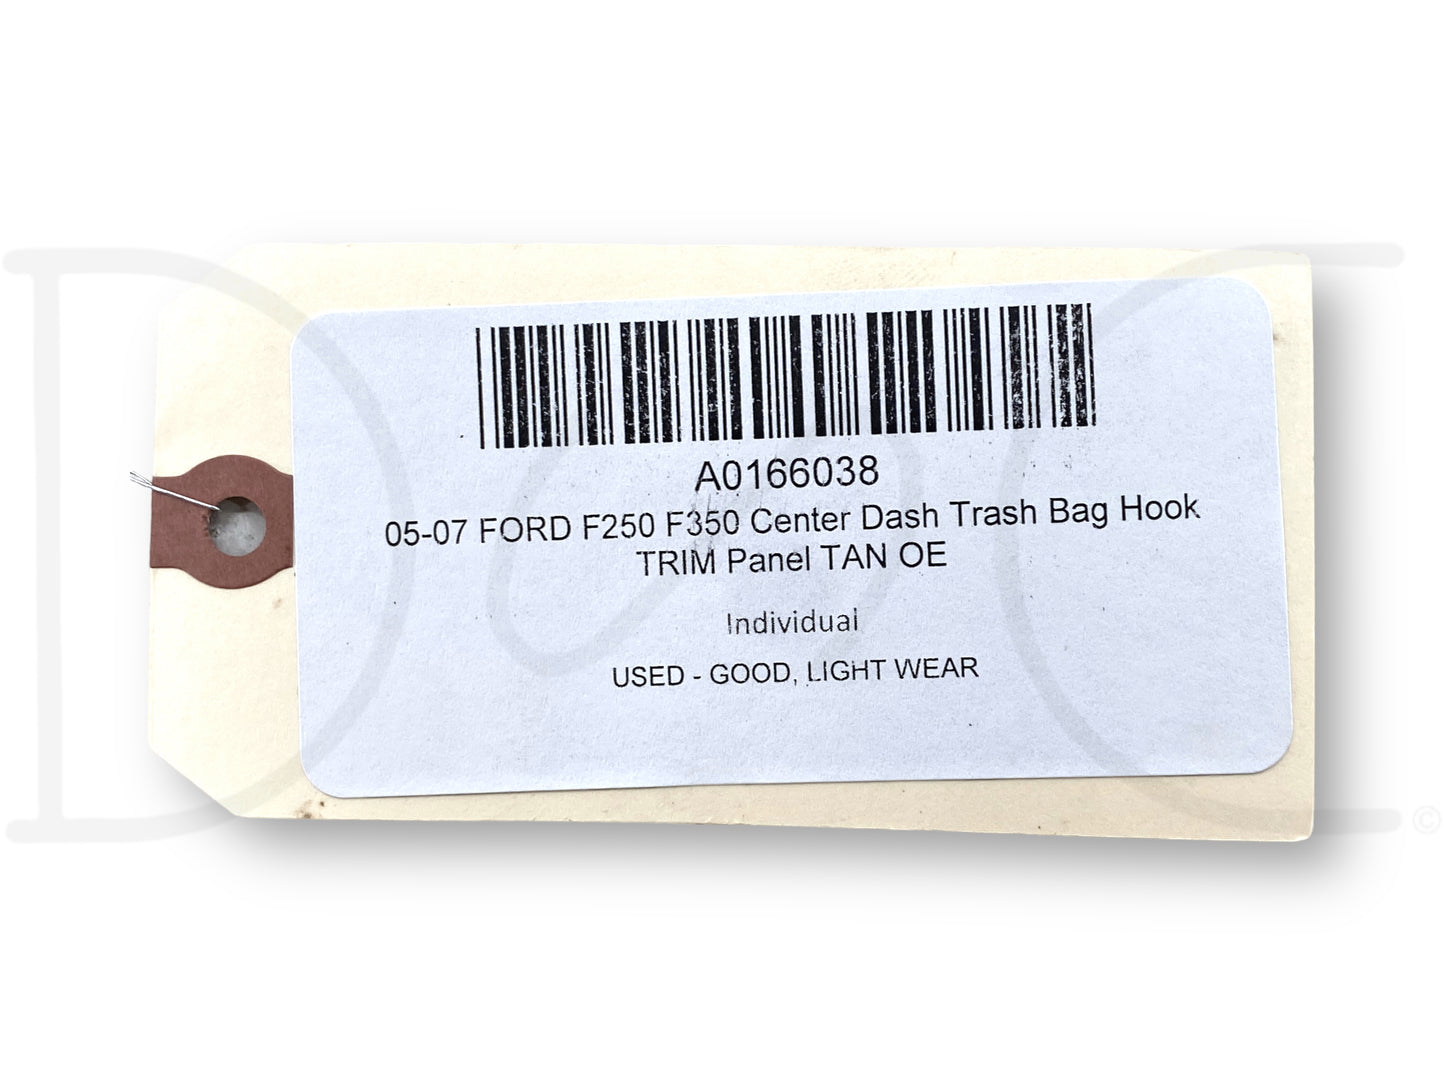 A0166038
05-07 FORD F250 F350 Center Dash Trash Bag Hook
TRIM Panel TAN OE
Individual
USED - GOOD, LIGHT WEAR
©